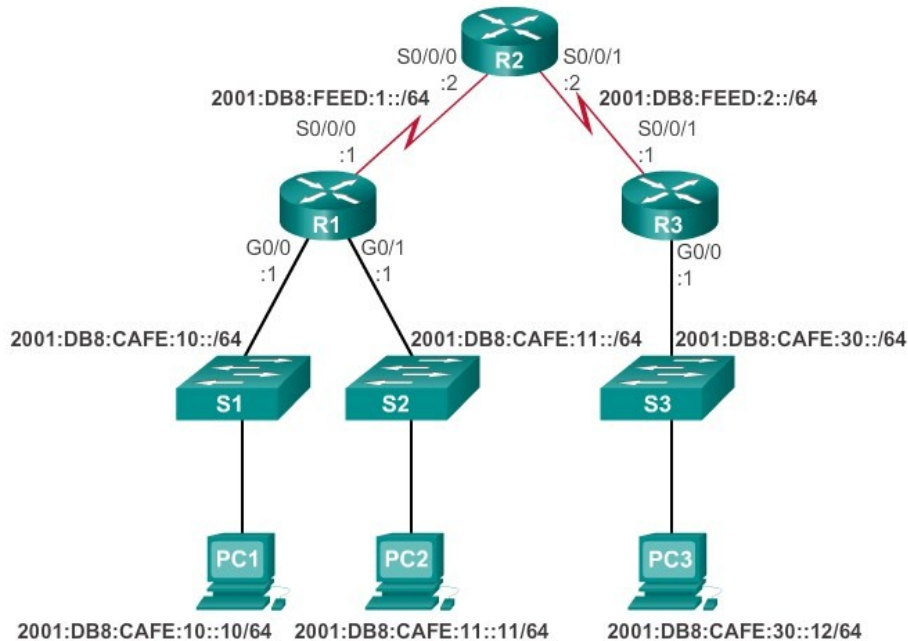 R2
S0/0/0
:2
S0/0/1
:2
2001:DB8:FEED:1::/64
2001:DB8:FEED:2::/64
S0/0/0
:1
S0/0/1
:1
R1
R3
G0/0
:1
G0/1
:1
G0/0
:1
2001:DB8:CAFE:10::/64
2001:DB8:CAFE:11::/64
2001:DB8:CAFE:30::/64
S1
S2
S3
PC1
PC2
PC3
2001:DB8:CAFE:10::10/64
2001:DB8:CAFE:11::11/64
2001:DB8:CAFE:30::12/64